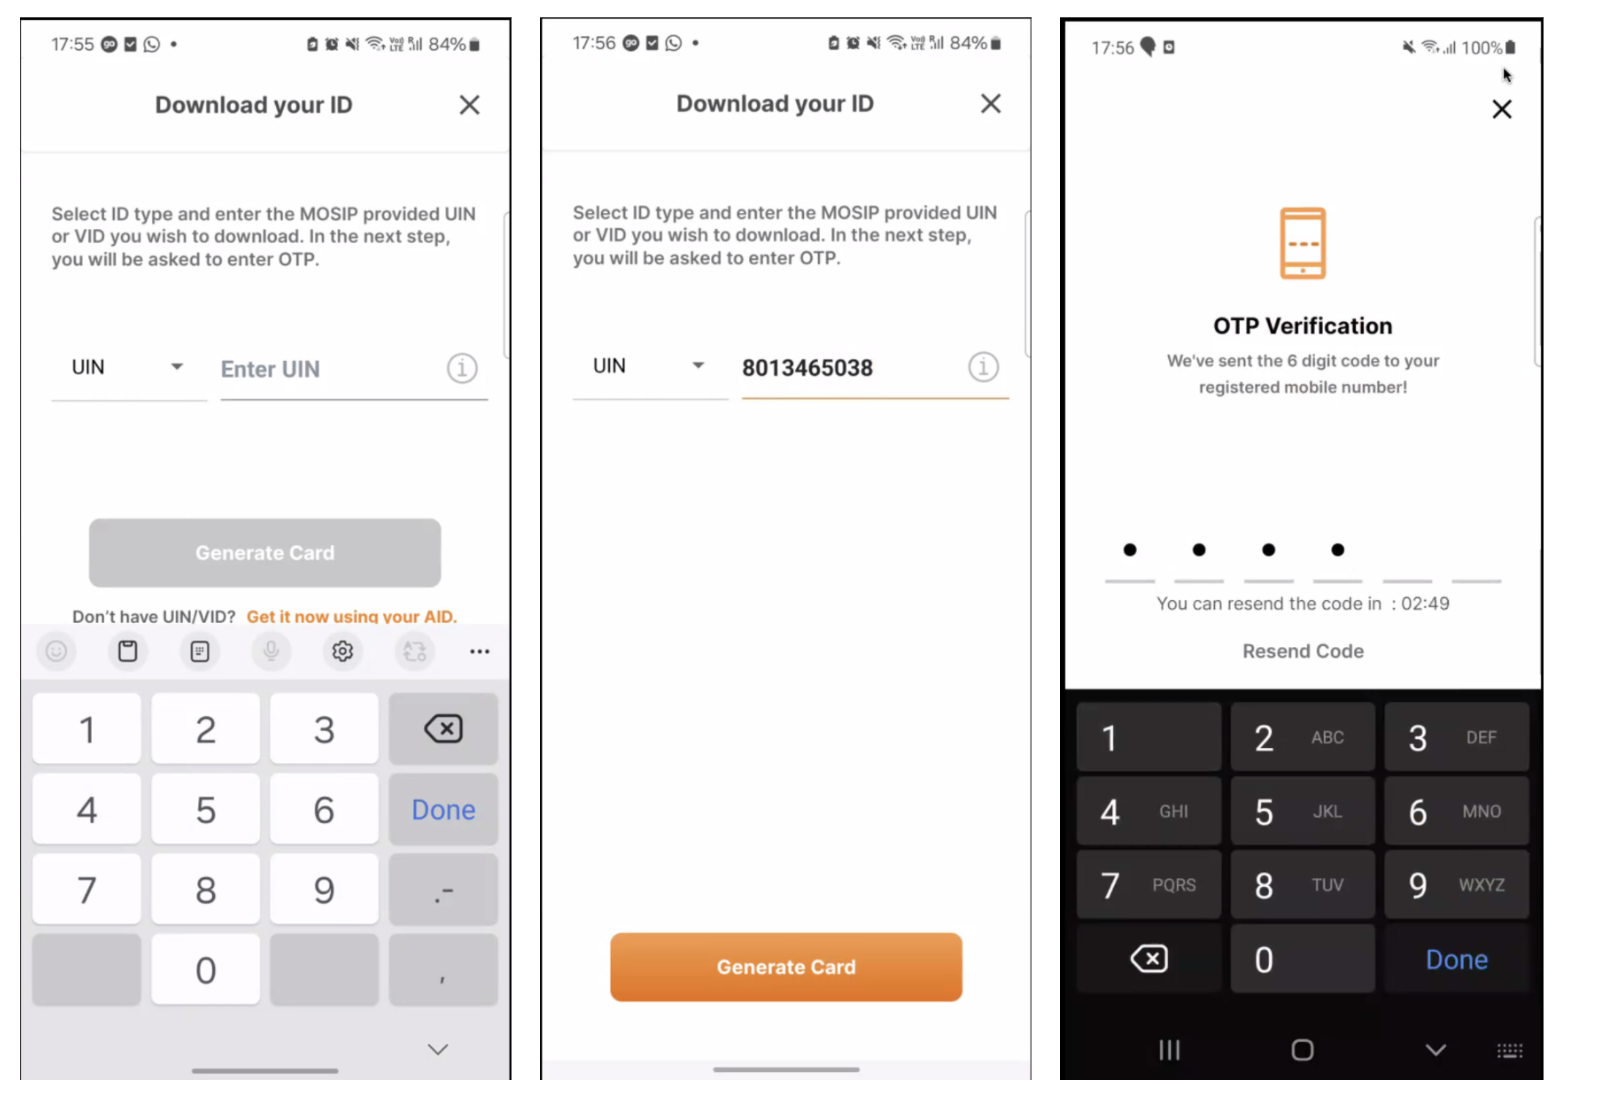 17:55 go 84%
Download your ID
Select ID type and enter the MOSIP provided UIN
or VID you wish to download. In the next step,
you will be asked to enter OTP.
UIN Enter UIN
Generate Card
Don't have UIN/VID? Get it now using your AID.
1 2 3
4 5 6 Done
7 8 9 .-
0 ,
17:56 go 84%
Download your ID
Select ID type and enter the MOSIP provided UIN
or VID you wish to download. In the next step,
you will be asked to enter OTP.
UIN 8013465038
Generate Card
17:56 100%
OTP Verification
We've sent the 6 digit code to your
registered mobile number!
You can resend the code in : 02:49
Resend Code
1 2 ABC 3 DEF
4 GHI 5 JKL 6 MNO
7 PQRS 8 TUV 9 WXYZ
0 Done